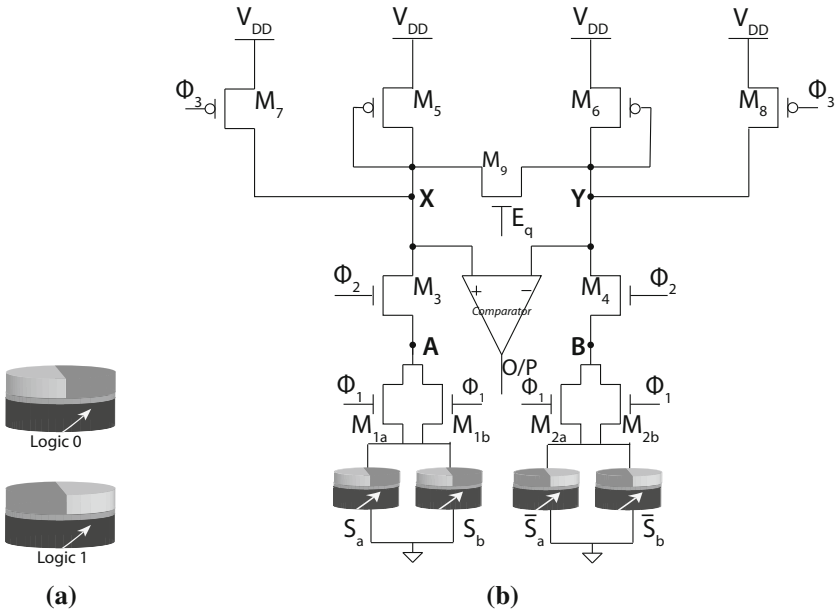 V_DD V_DD V_DD V_DD
Φ_3 M_7 M_5 M_6 M_8 Φ_3
M_9
X Y
E_q
Φ_2 M_3 M_4 Φ_2
+ −
Comparator
A B
O/P
Φ_1 Φ_1 Φ_1 Φ_1
M_1a M_1b M_2a M_2b
Logic 0
S_a S_b S̅_a S̅_b
Logic 1
(a) (b)